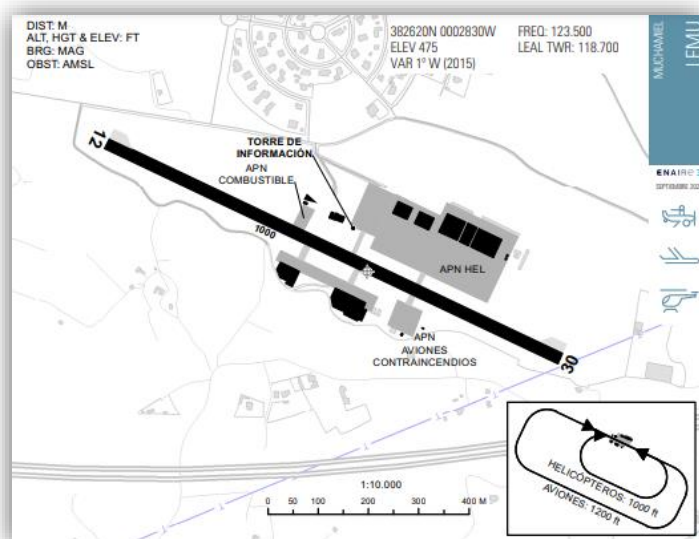 DIST: M
ALT, HGT & ELEV: FT
BRG: MAG
OBST: AMSL
382620N 0002830W
ELEV 475
VAR 1º W (2015)
FREQ: 123.500
LEAL TWR: 118.700
MUCHAMIEL
LEMU
ENAIRE
12
TORRE DE
INFORMACIÓN
APN
COMBUSTIBLE
1000
APN HEL
APN
AVIONES
CONTRAINCENDIOS
30
1:10.000
0 50 100 200 300 400 M
HELICÓPTEROS: 1000 ft
AVIONES: 1200 ft